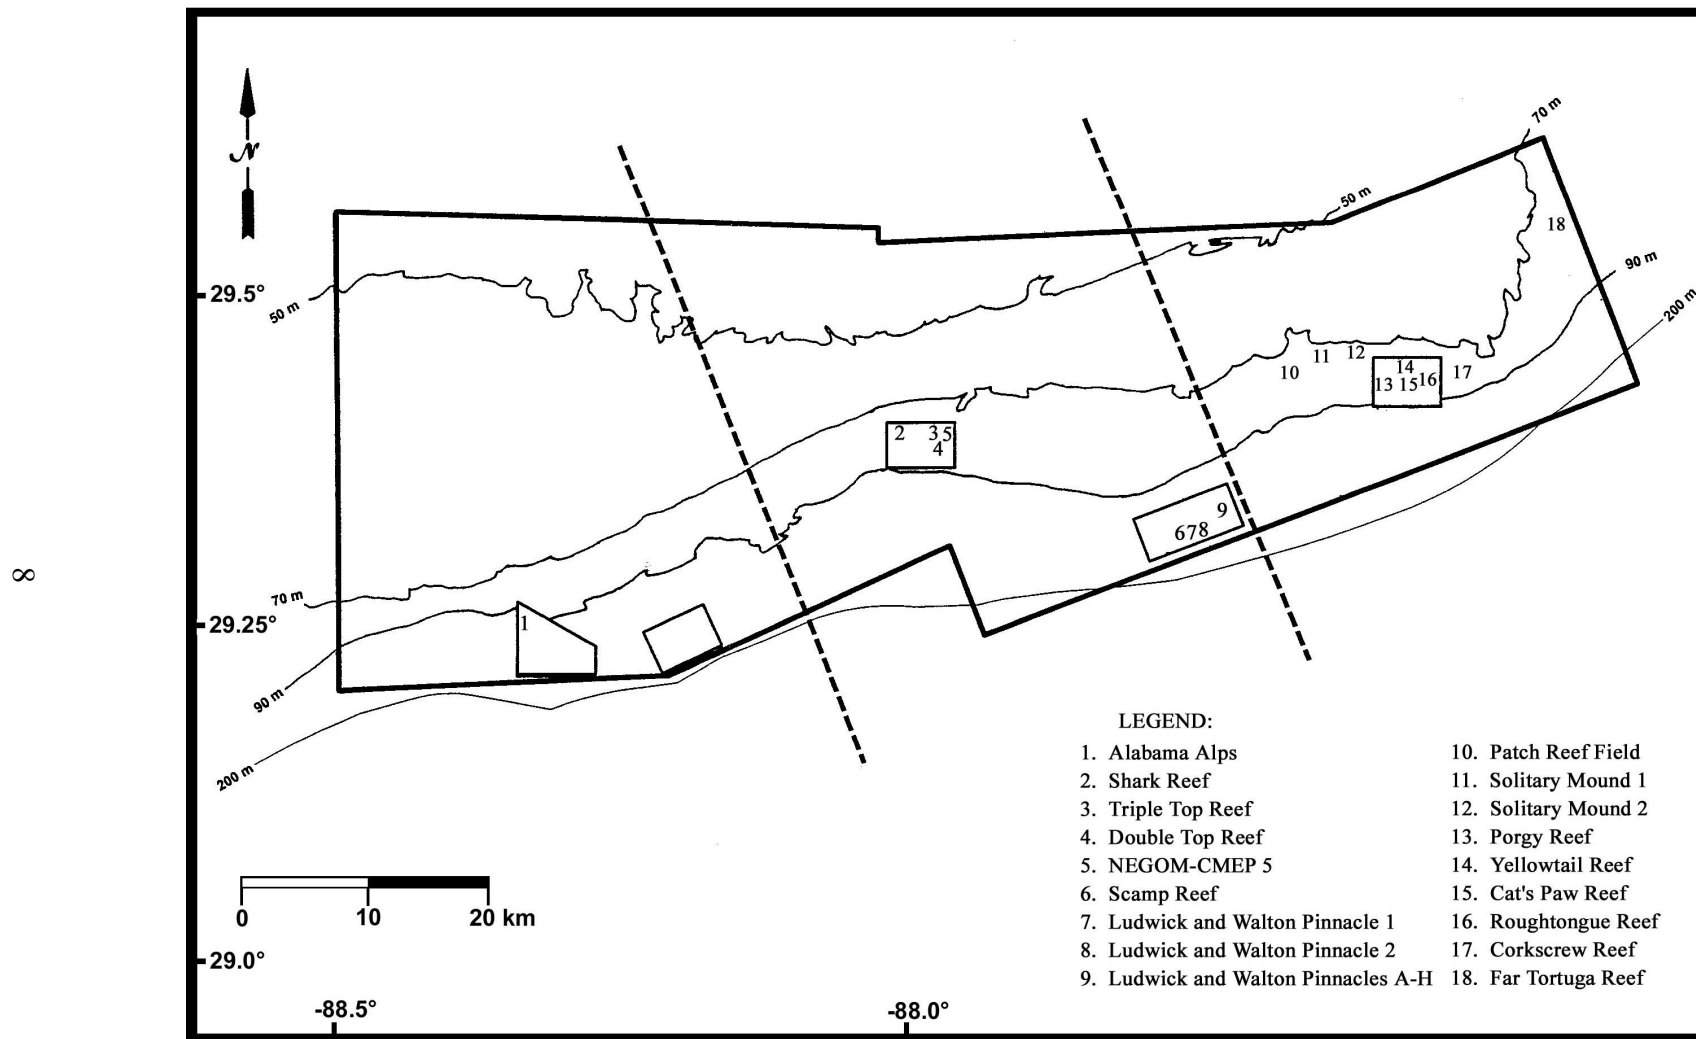 70 m
50 m
N
18
90 m
200 m
29.5°
50 m
11
12
10
14
13
15
16
17
2
3
5
4
9
678
70 m
29.25°
1
90 m
200 m
8
LEGEND:
1. Alabama Alps
2. Shark Reef
3. Triple Top Reef
4. Double Top Reef
5. NEGOM-CMEP 5
6. Scamp Reef
7. Ludwick and Walton Pinnacle 1
8. Ludwick and Walton Pinnacle 2
9. Ludwick and Walton Pinnacles A-H
10. Patch Reef Field
11. Solitary Mound 1
12. Solitary Mound 2
13. Porgy Reef
14. Yellowtail Reef
15. Cat's Paw Reef
16. Roughtongue Reef
17. Corkscrew Reef
18. Far Tortuga Reef
0 10 20 km
29.0°
-88.5°
-88.0°